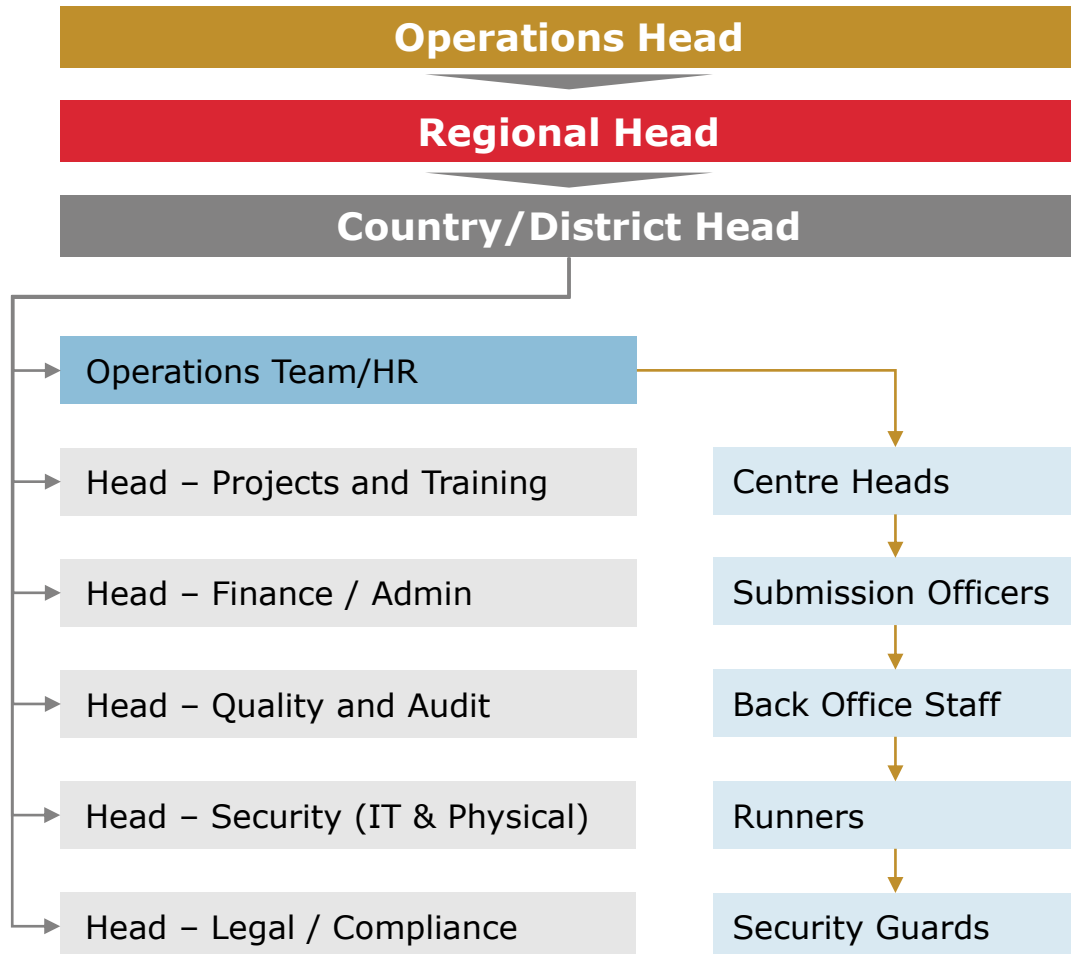 Operations Head
Regional Head
Country/District Head
Operations Team/HR
Head – Projects and Training
Centre Heads
Head – Finance / Admin
Submission Officers
Head – Quality and Audit
Back Office Staff
Head – Security (IT & Physical)
Runners
Head – Legal / Compliance
Security Guards